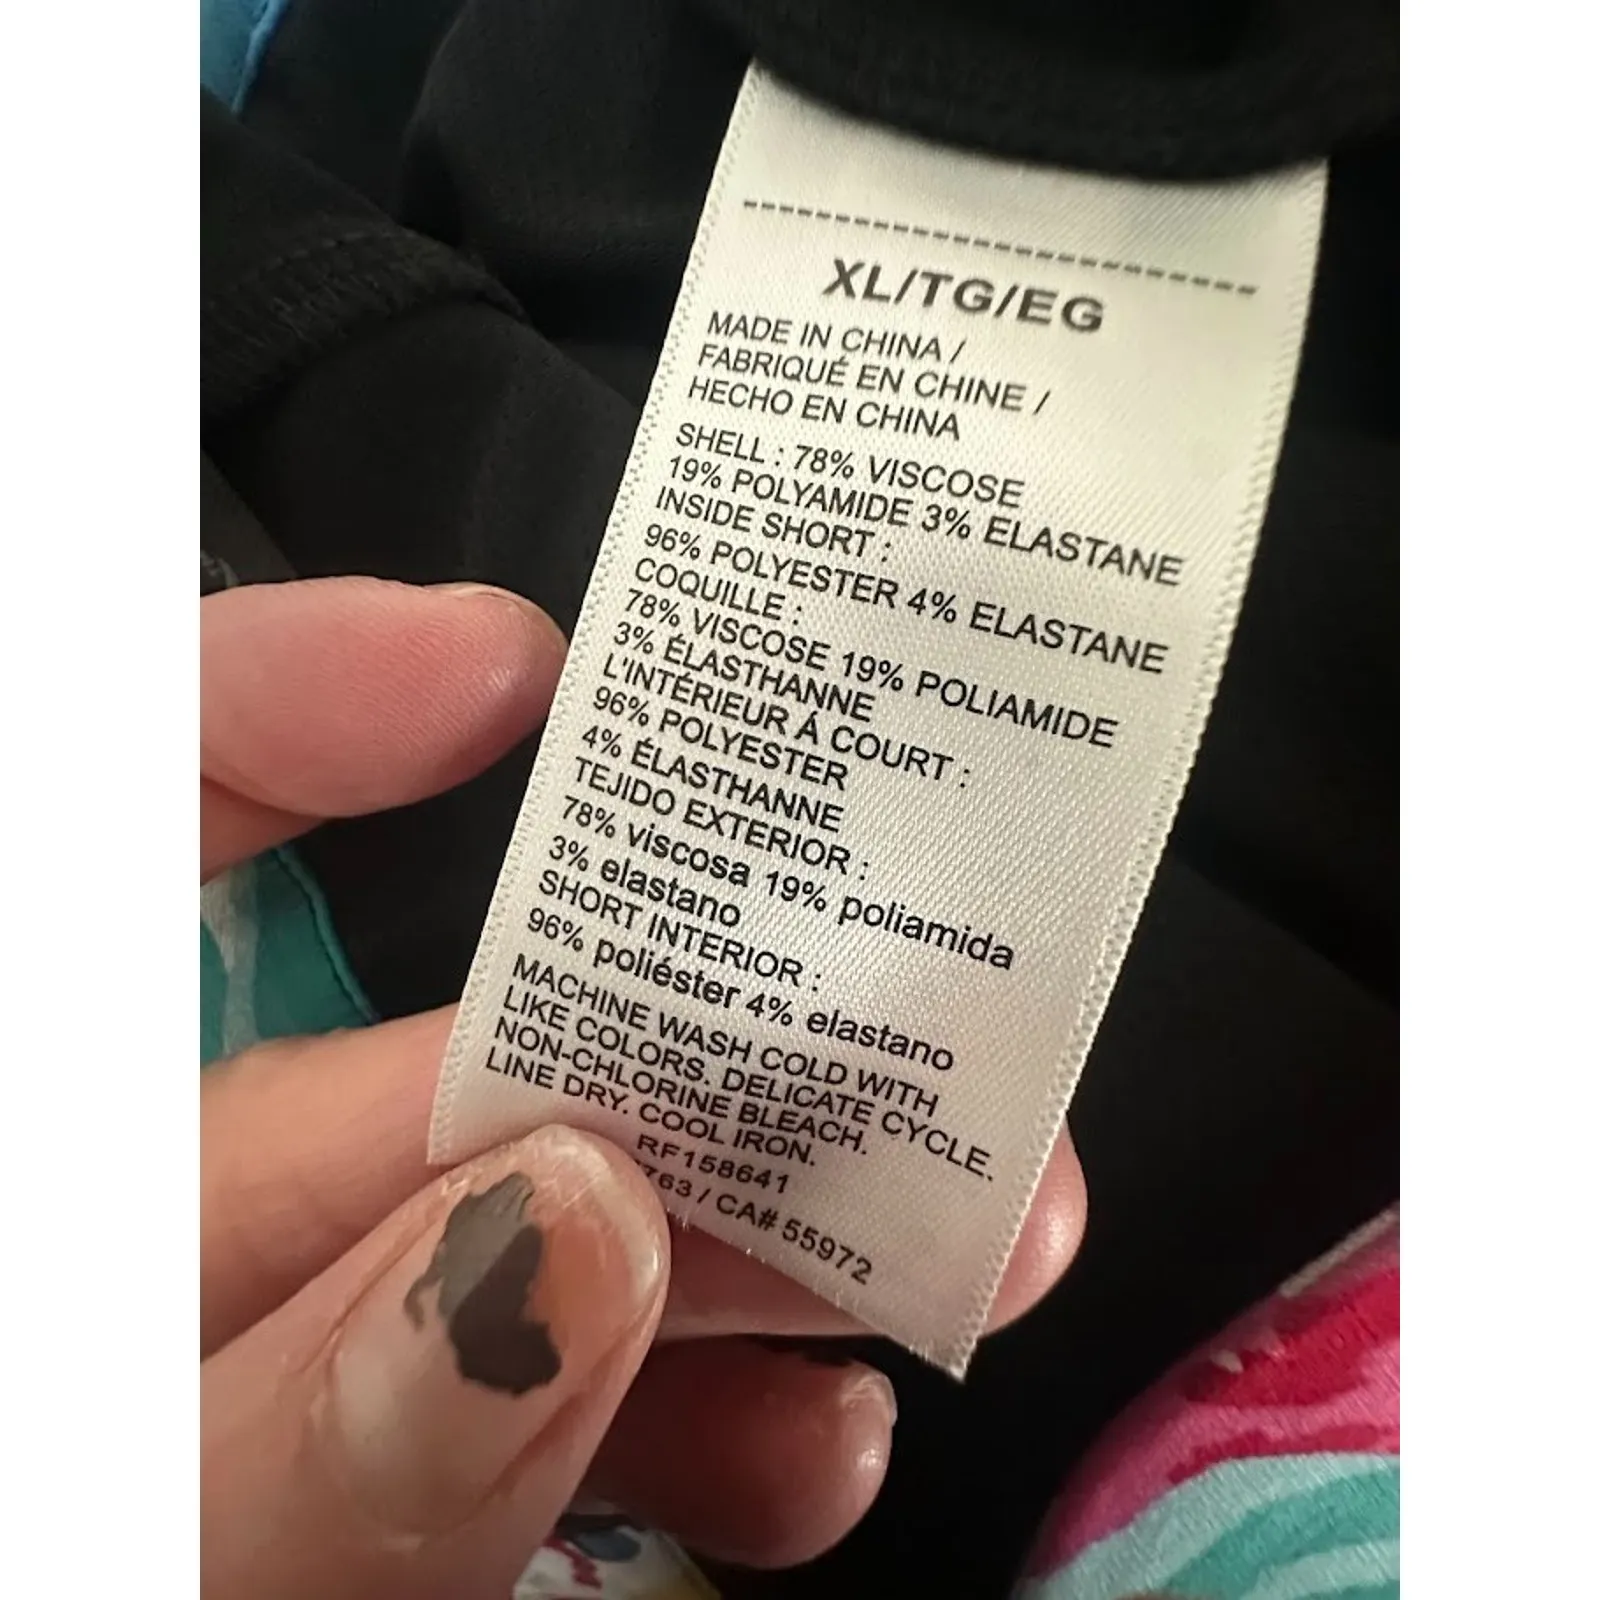 XL/TG/EG
MADE IN CHINA /
FABRIQUÉ EN CHINE /
HECHO EN CHINA
SHELL : 78% VISCOSE
19% POLYAMIDE 3% ELASTANE
INSIDE SHORT :
96% POLYESTER 4% ELASTANE
COQUILLE :
78% VISCOSE 19% POLIAMIDE
3% ÉLASTHANNE
L'INTÉRIEUR Á COURT :
96% POLYESTER
4% ÉLASTHANNE
TEJIDO EXTERIOR :
78% viscosa 19% poliamida
3% elastano
SHORT INTERIOR :
96% poliéster 4% elastano
MACHINE WASH COLD WITH
LIKE COLORS. DELICATE CYCLE.
NON-CHLORINE BLEACH.
LINE DRY. COOL IRON.
RF158641
763 / CA# 55972